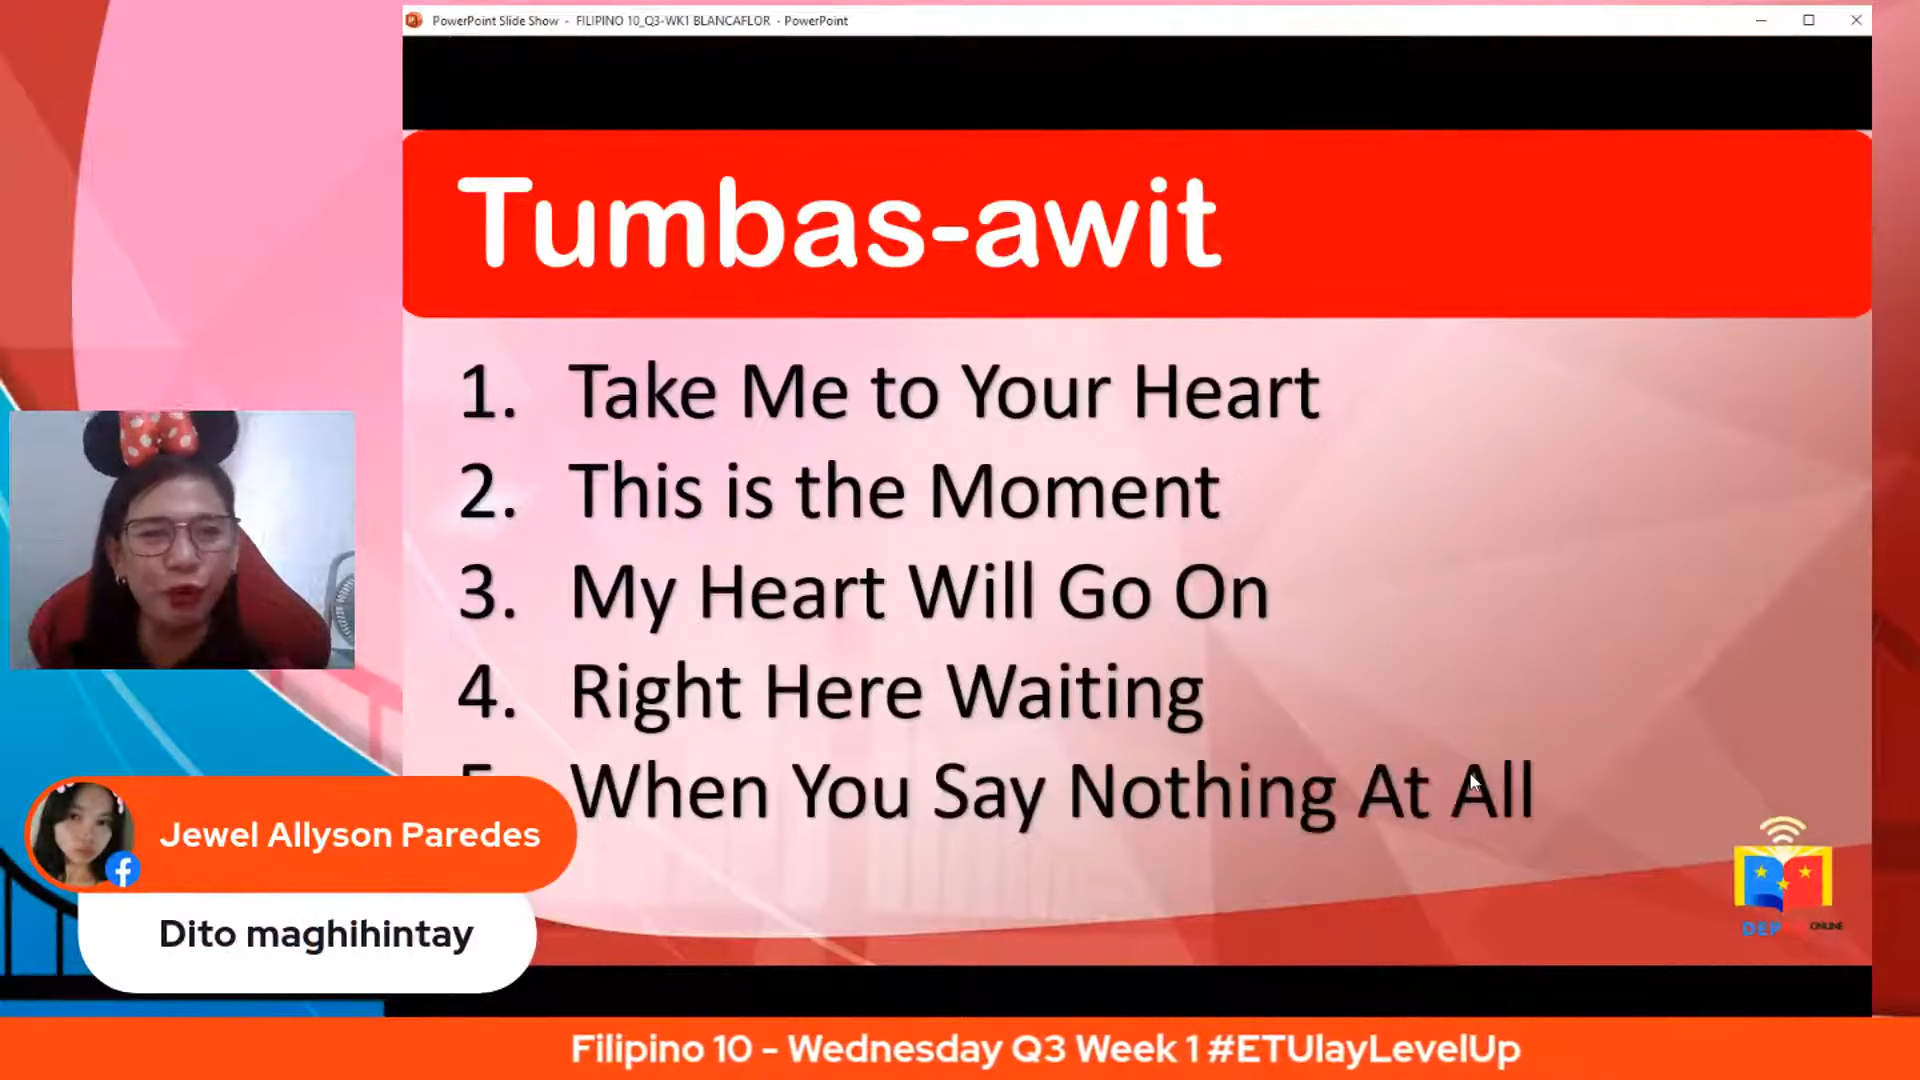 PowerPoint Slide Show - FILIPINO 10_Q3-WK1 BLANCAFLOR - PowerPoint
Tumbas-awit
1. Take Me to Your Heart
2. This is the Moment
3. My Heart Will Go On
4. Right Here Waiting
When You Say Nothing At All
Jewel Allyson Paredes
Dito maghihintay
DEP
ONLINE
Filipino 10 - Wednesday Q3 Week 1 #ETUlayLevelUp